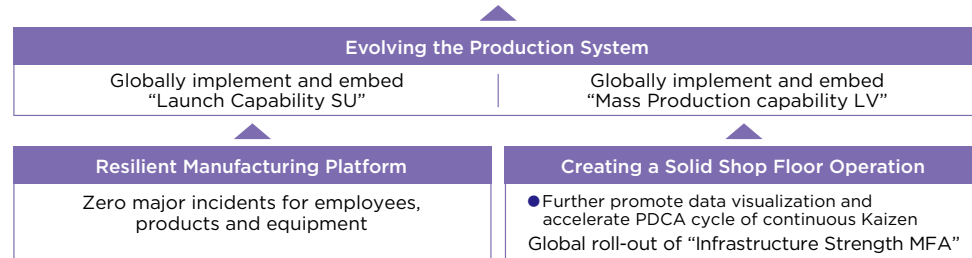 Evolving the Production System
Globally implement and embed
“Launch Capability SU”
Globally implement and embed
“Mass Production capability LV”
Resilient Manufacturing Platform
Zero major incidents for employees,
products and equipment
Creating a Solid Shop Floor Operation
●Further promote data visualization and
accelerate PDCA cycle of continuous Kaizen
Global roll-out of “Infrastructure Strength MFA”